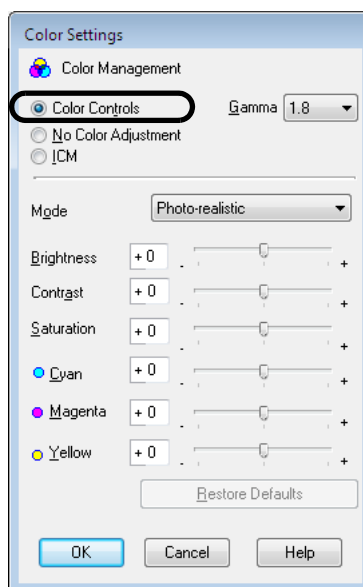 Color Settings
Color Management
Color Controls
Gamma 1.8
No Color Adjustment
ICM
Mode Photo-realistic
Brightness +0 - +
Contrast +0 - +
Saturation +0 - +
Cyan +0 - +
Magenta +0 - +
Yellow +0 - +
Restore Defaults
OK Cancel Help